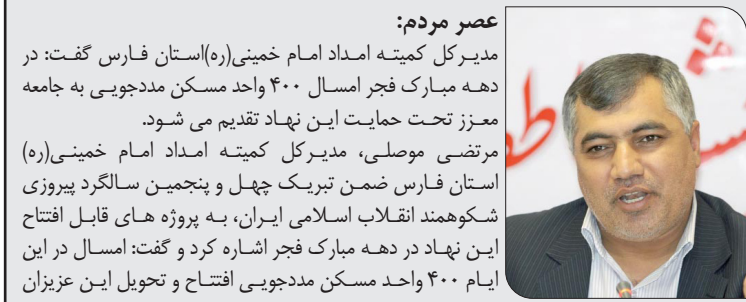 عصر مردم:
مدیرکل کمیته امداد امام خمینی(ره)استان فارس گفت: در
دهه مبارک فجر امسال ۴۰۰ واحد مسکن مددجویی به جامعه
معزز تحت حمایت این نهاد تقدیم می شود.
مرتضی موصلی، مدیرکل کمیته امداد امام خمینی(ره)
استان فارس ضمن تبریک چهل و پنجمین سالگرد پیروزی
شکوهمند انقلاب اسلامی ایران، به پروژه های قابل افتتاح
این نهاد در دهه مبارک فجر اشاره کرد و گفت: امسال در این
ایام ۴۰۰ واحد مسکن مددجویی افتتاح و تحویل این عزیزان